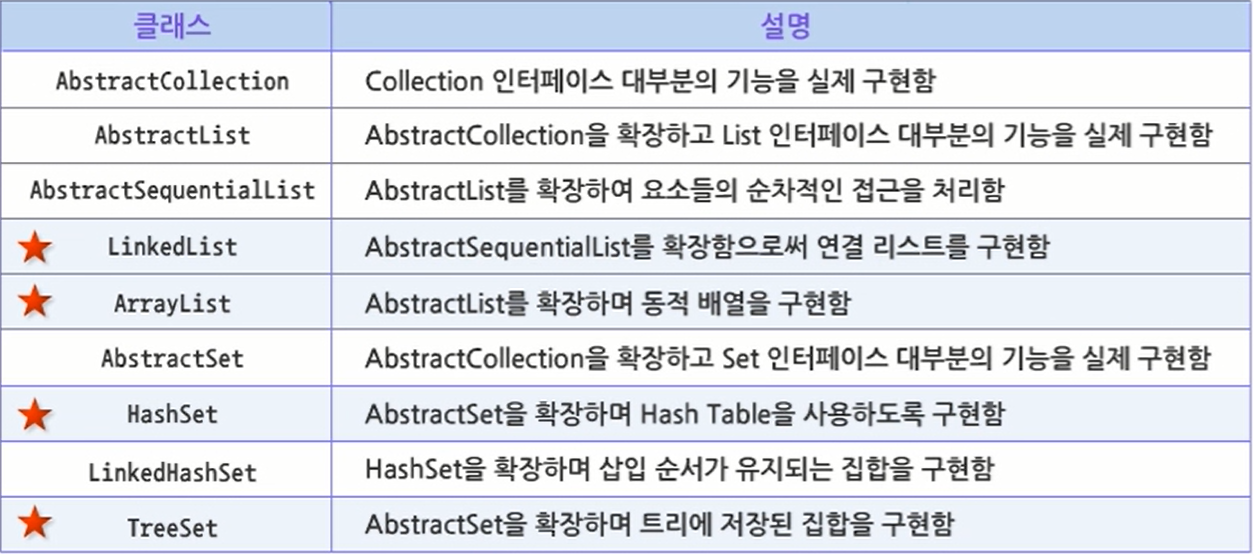 클래스 설명
AbstractCollection Collection 인터페이스 대부분의 기능을 실제 구현함
AbstractList AbstractCollection을 확장하고 List 인터페이스 대부분의 기능을 실제 구현함
AbstractSequentialList AbstractList를 확장하여 요소들의 순차적인 접근을 처리함
LinkedList AbstractSequentialList를 확장함으로써 연결 리스트를 구현함
ArrayList AbstractList를 확장하며 동적 배열을 구현함
AbstractSet AbstractCollection을 확장하고 Set 인터페이스 대부분의 기능을 실제 구현함
HashSet AbstractSet을 확장하며 Hash Table을 사용하도록 구현함
LinkedHashSet HashSet을 확장하며 삽입 순서가 유지되는 집합을 구현함
TreeSet AbstractSet을 확장하며 트리에 저장된 집합을 구현함